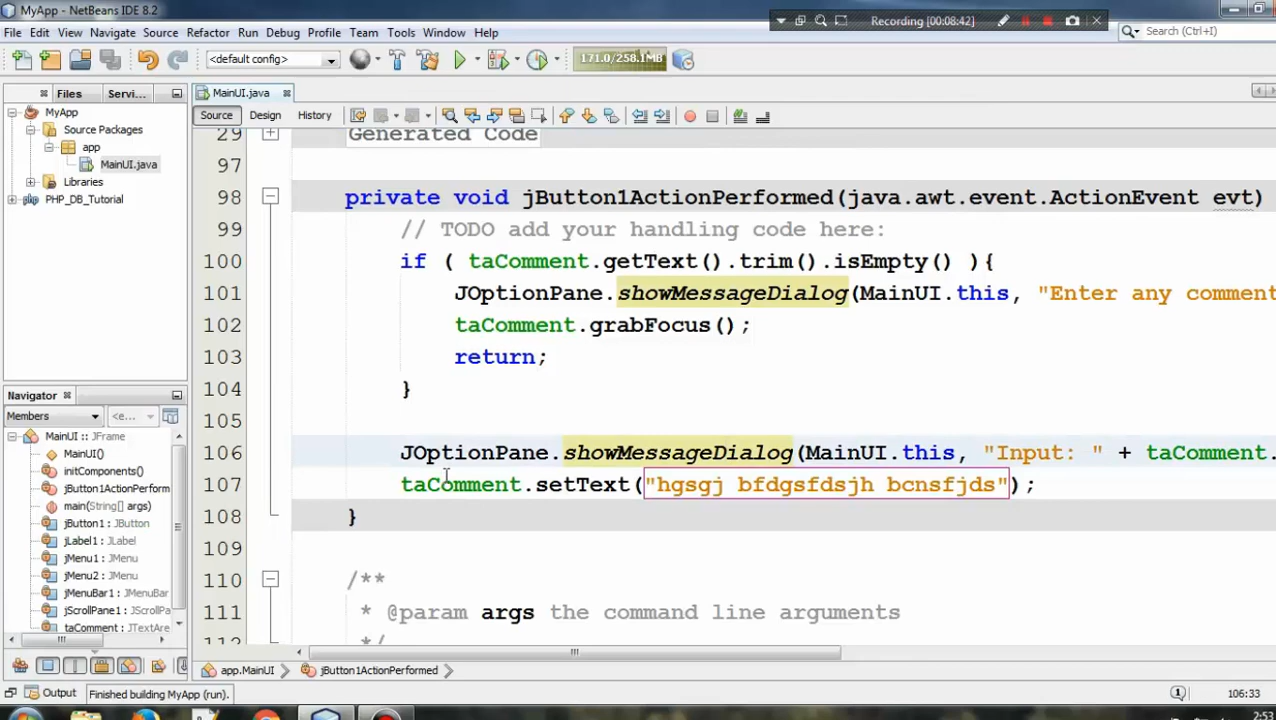 MyApp - NetBeans IDE 8.2
Recording [00:08:42]
File Edit View Navigate Source Refactor Run Debug Profile Team Tools Window Help
Search (Ctrl+I)
<default config>
171.0/258.1MB
Files Servi...
MainUI.java
MyApp
Source Packages
app
MainUI.java
Libraries
PHP_DB_Tutorial
Source Design History
29 Generated Code
97
98 private void jButton1ActionPerformed(java.awt.event.ActionEvent evt)
99 // TODO add your handling code here:
100 if ( taComment.getText().trim().isEmpty() ){
101 JOptionPane.showMessageDialog(MainUI.this, "Enter any comment
102 taComment.grabFocus();
103 return;
104 }
105
106 JOptionPane.showMessageDialog(MainUI.this, "Input: " + taComment.
107 taComment.setText("hgsgj bfdgsfdsjh bcnsfjds");
108 }
109
110 /**
111 * @param args the command line arguments
112 */
Navigator
Members <e...
MainUI :: JFrame
MainUI()
initComponents()
jButton1ActionPerform
main(String[] args)
jButton1 : JButton
jLabel1 : JLabel
jMenu1 : JMenu
jMenu2 : JMenu
jMenuBar1 : JMenuBar
jScrollPane1 : JScrollPa
taComment : JTextArea
app.MainUI jButton1ActionPerformed
Output Finished building MyApp (run). 1 106:33